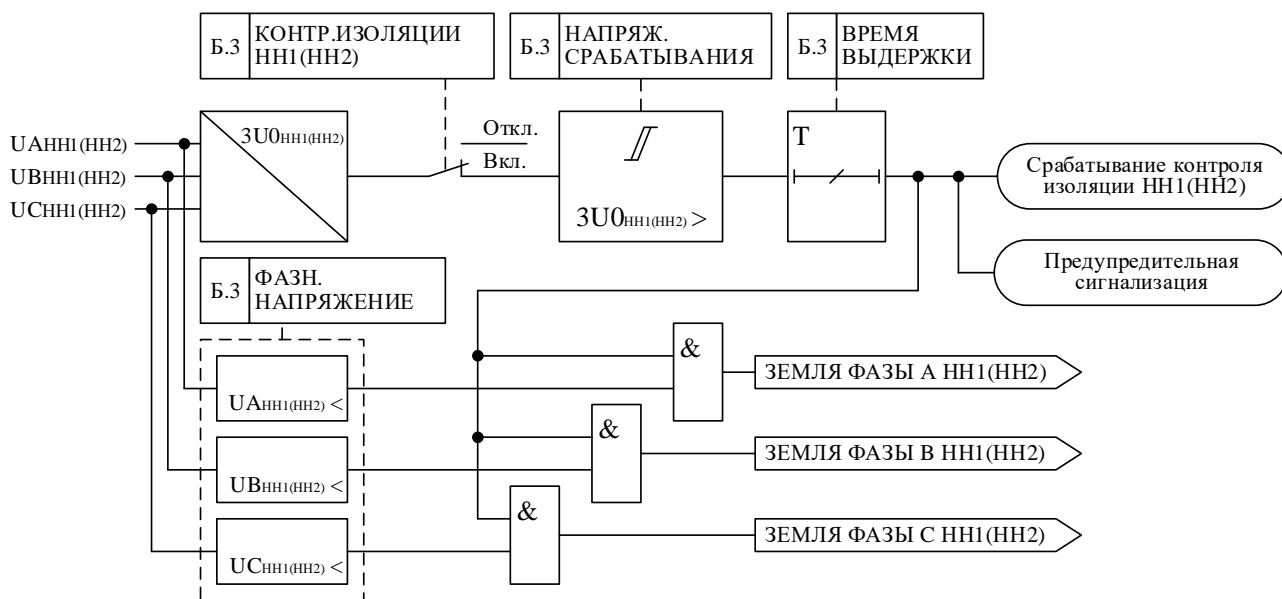 Б.3
КОНТР.ИЗОЛЯЦИИ
НН1(НН2)
Б.3
НАПРЯЖ.
СРАБАТЫВАНИЯ
Б.3
ВРЕМЯ
ВЫДЕРЖКИ
UAНН1(НН2)
UBНН1(НН2)
UCНН1(НН2)
3U0НН1(НН2)
Откл.
Вкл.
3U0НН1(НН2) >
T
Срабатывание контроля
изоляции НН1(НН2)
Предупредительная
сигнализация
Б.3
ФАЗН.
НАПРЯЖЕНИЕ
UAНН1(НН2) <
&
ЗЕМЛЯ ФАЗЫ А НН1(НН2)
UBНН1(НН2) <
&
ЗЕМЛЯ ФАЗЫ В НН1(НН2)
UCНН1(НН2) <
&
ЗЕМЛЯ ФАЗЫ С НН1(НН2)